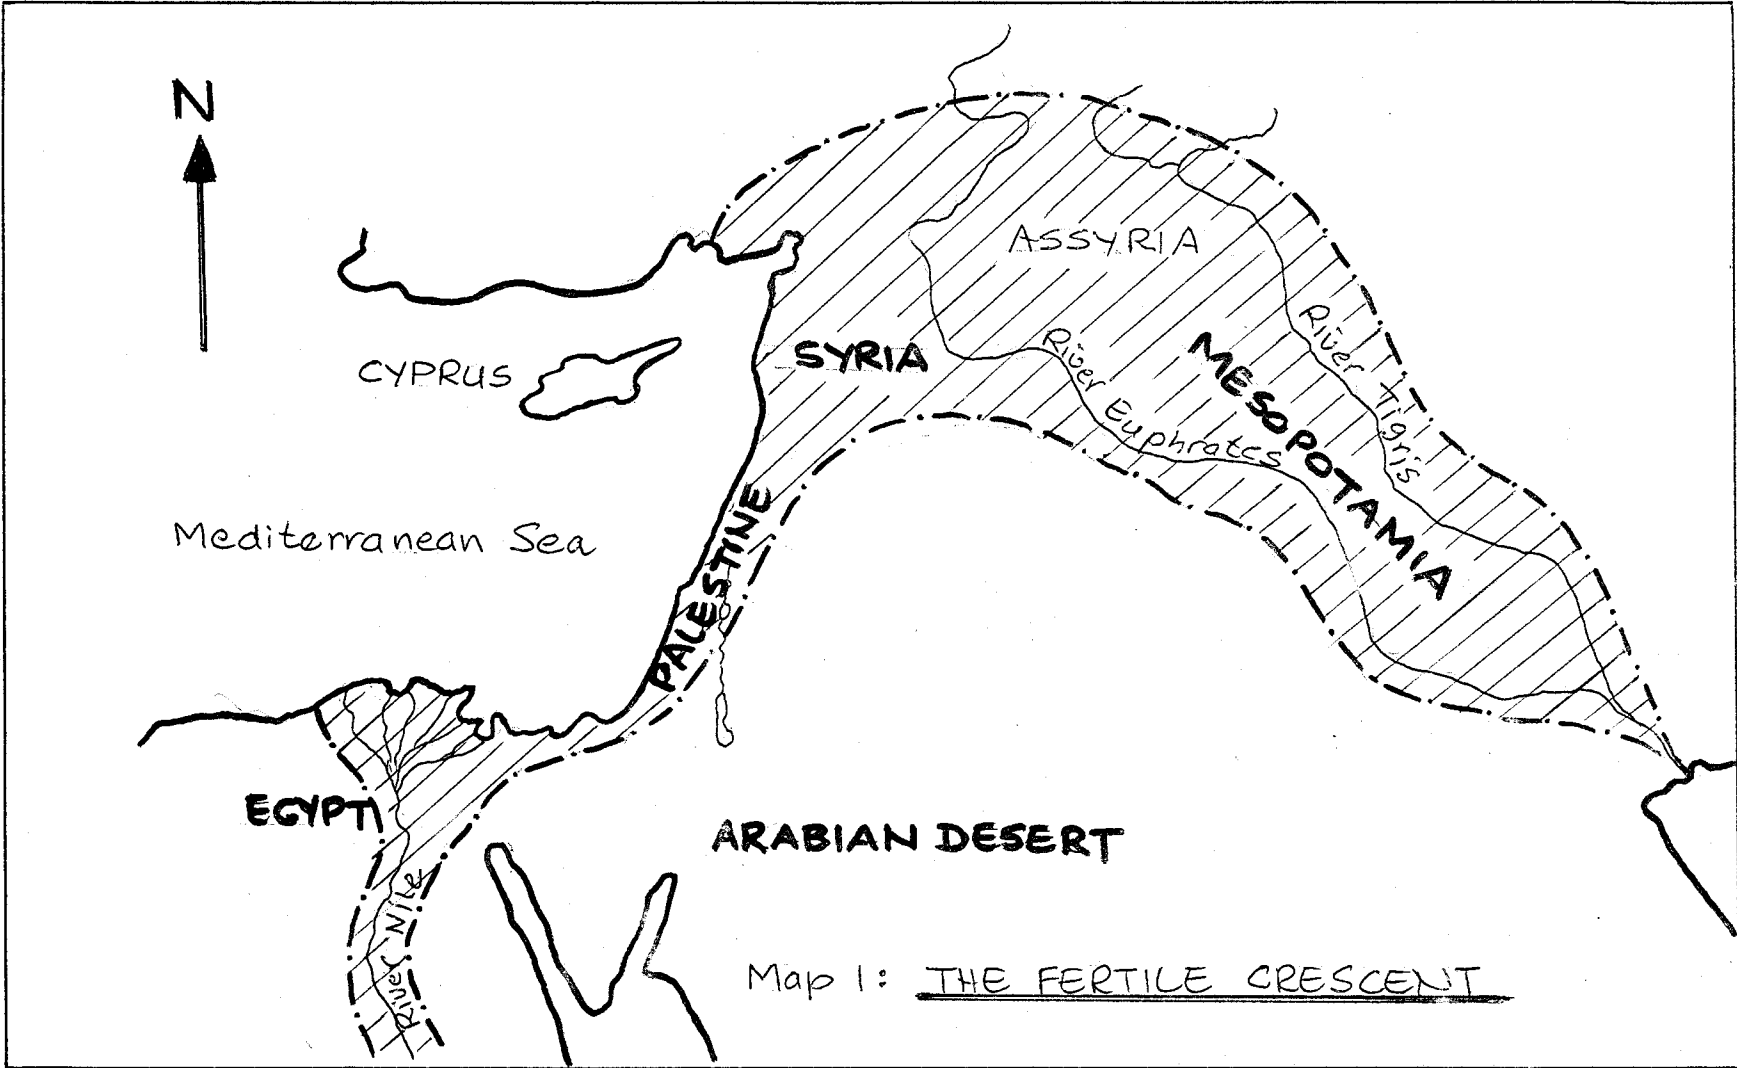 N
ASSYRIA
River Tigris
SYRIA
MESOPOTAMIA
River Euphrates
CYPRUS
Mediterranean Sea
PALESTINE
EGYPT
ARABIAN DESERT
River Nile
Map 1: THE FERTILE CRESCENT